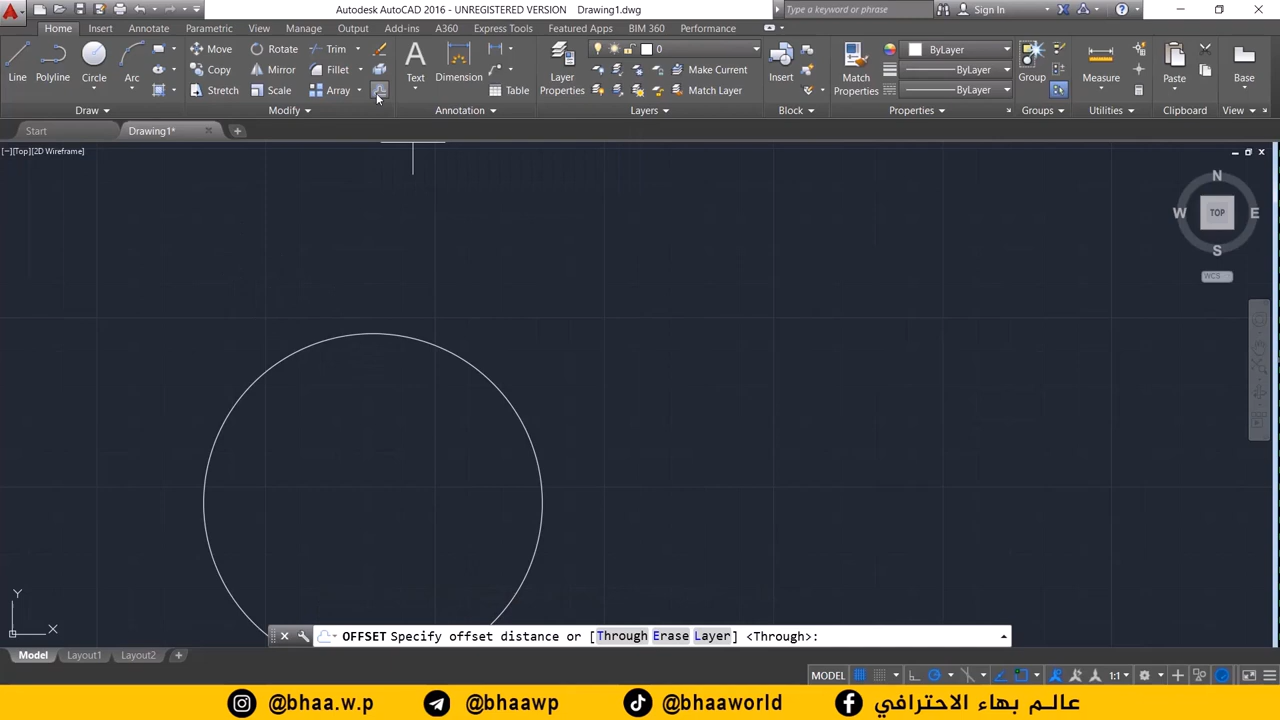 Autodesk AutoCAD 2016 - UNREGISTERED VERSION Drawing1.dwg
Type a keyword or phrase
Sign In
Home Insert Annotate Parametric View Manage Output Add-ins A360 Express Tools Featured Apps BIM 360 Performance
Line Polyline Circle Arc
Move Rotate Trim
Copy Mirror Fillet
Stretch Scale Array
Text Dimension Table
Layer Properties
0
Make Current
Match Layer
Insert
Match Properties
ByLayer
ByLayer
ByLayer
Group
Measure
Paste
Base
Draw Modify Annotation Layers Block Properties Groups Utilities Clipboard View
Start Drawing1*
[–][Top][2D Wireframe]
N
W TOP E
S
WCS
Y
X
OFFSET Specify offset distance or [Through Erase Layer] <Through>:
Model Layout1 Layout2
MODEL 1:1
@bhaa.w.p @bhaawp @bhaaworld عالم بهاء الاحترافي